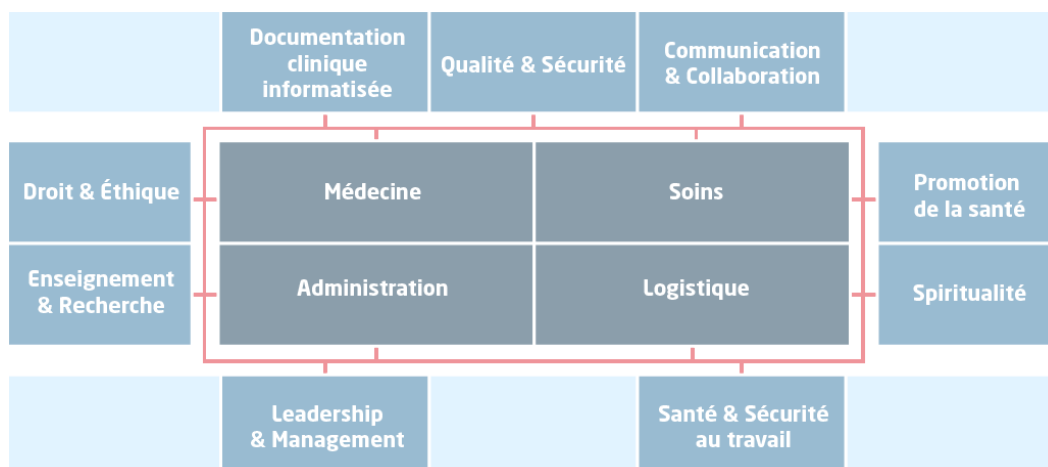 Documentation
clinique
informatisée
Qualité & Sécurité
Communication
& Collaboration
Droit & Éthique
Médecine
Soins
Promotion
de la santé
Enseignement
& Recherche
Administration
Logistique
Spiritualité
Leadership
& Management
Santé & Sécurité
au travail